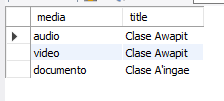 media title
audio Clase Awapit
video Clase Awapit
documento Clase A'ingae